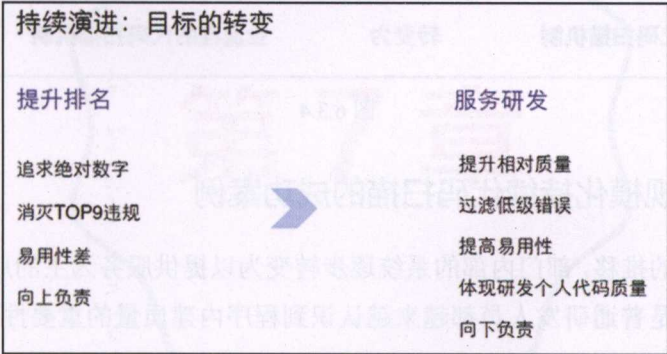 持续演进：目标的转变
提升排名
追求绝对数字
消灭TOP9违规
易用性差
向上负责
服务研发
提升相对质量
过滤低级错误
提高易用性
体现研发个人代码质量
向下负责